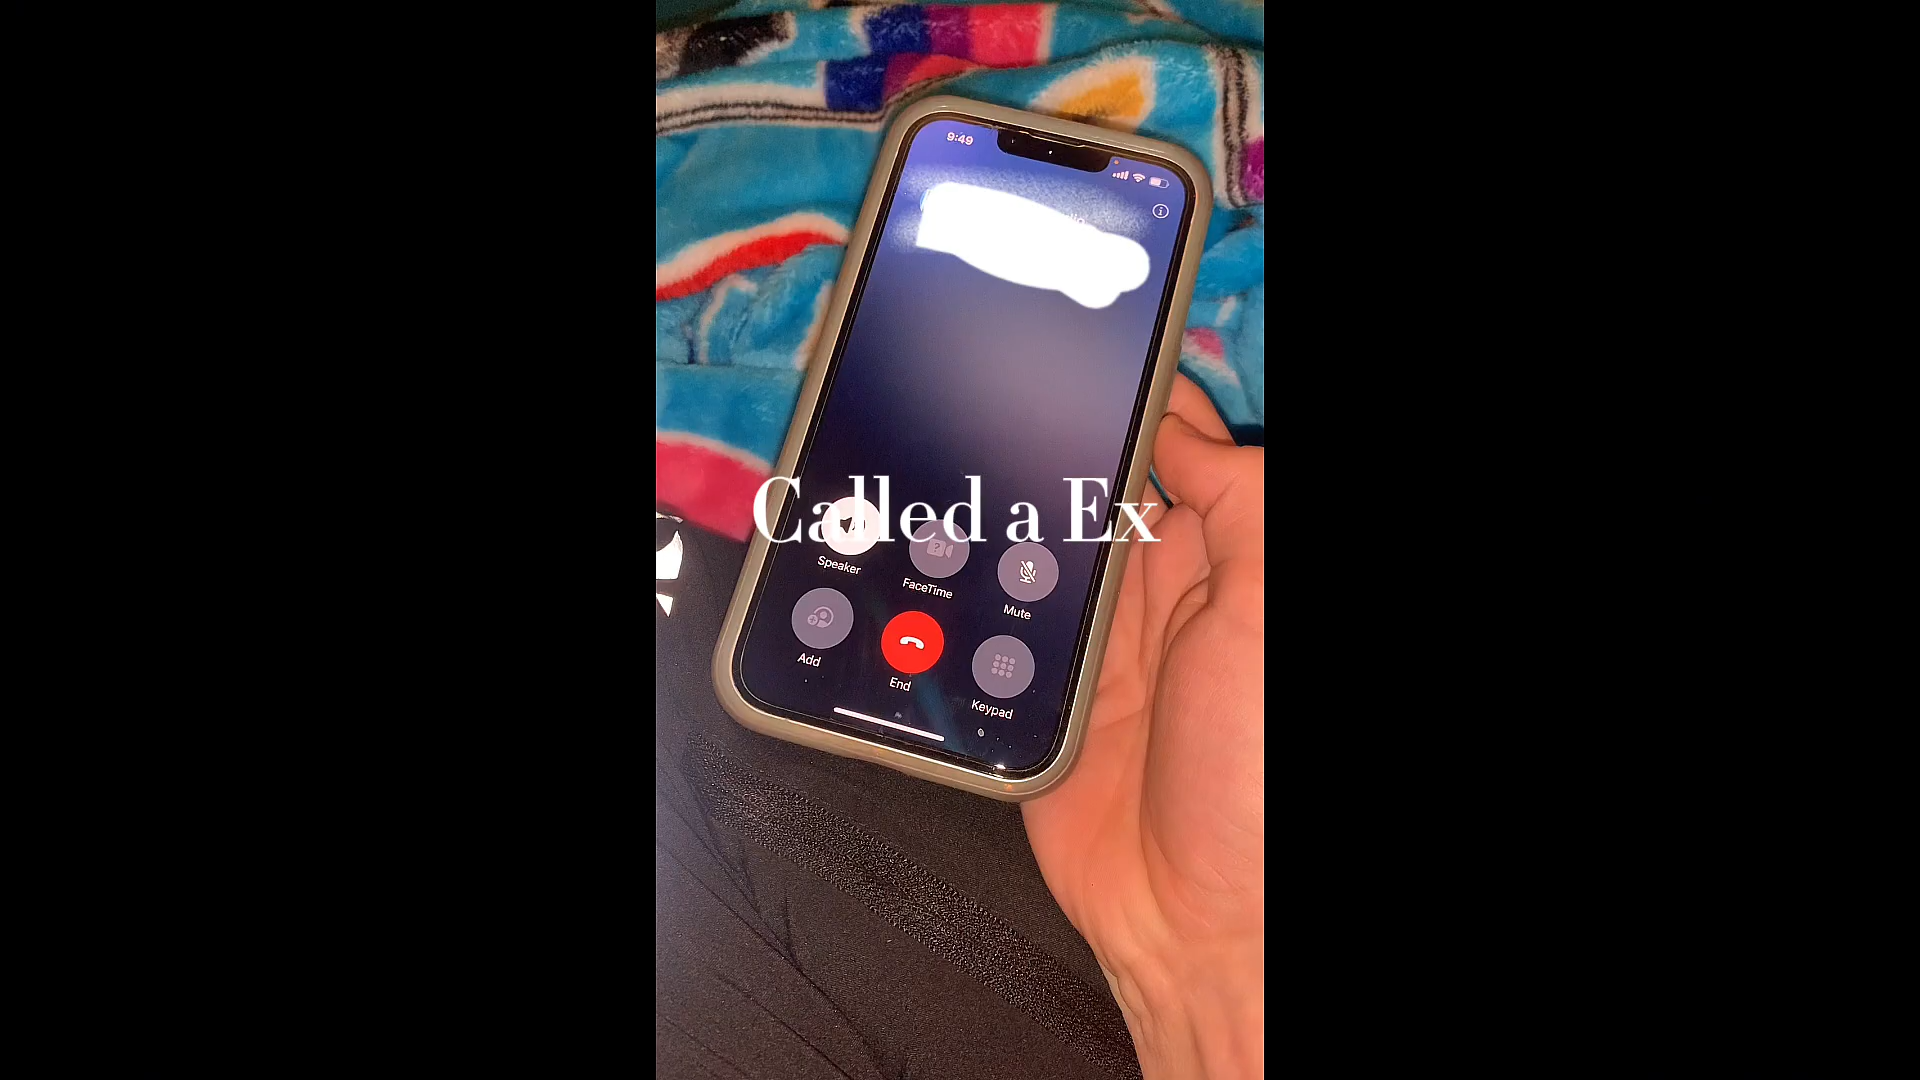 9:49
Called a Ex
Speaker
FaceTime
Mute
Add
End
Keypad